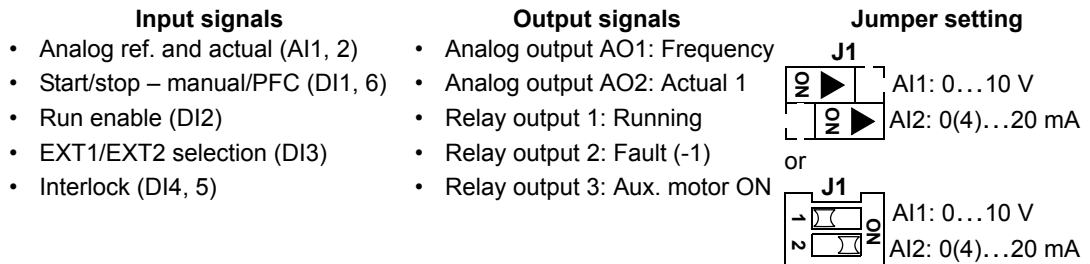 Input signals
• Analog ref. and actual (AI1, 2)
• Start/stop – manual/PFC (DI1, 6)
• Run enable (DI2)
• EXT1/EXT2 selection (DI3)
• Interlock (DI4, 5)
Output signals
• Analog output AO1: Frequency
• Analog output AO2: Actual 1
• Relay output 1: Running
• Relay output 2: Fault (-1)
• Relay output 3: Aux. motor ON
Jumper setting
J1
ON
AI1: 0…10 V
ON
AI2: 0(4)…20 mA
or
J1
1
AI1: 0…10 V
2
ON
AI2: 0(4)…20 mA